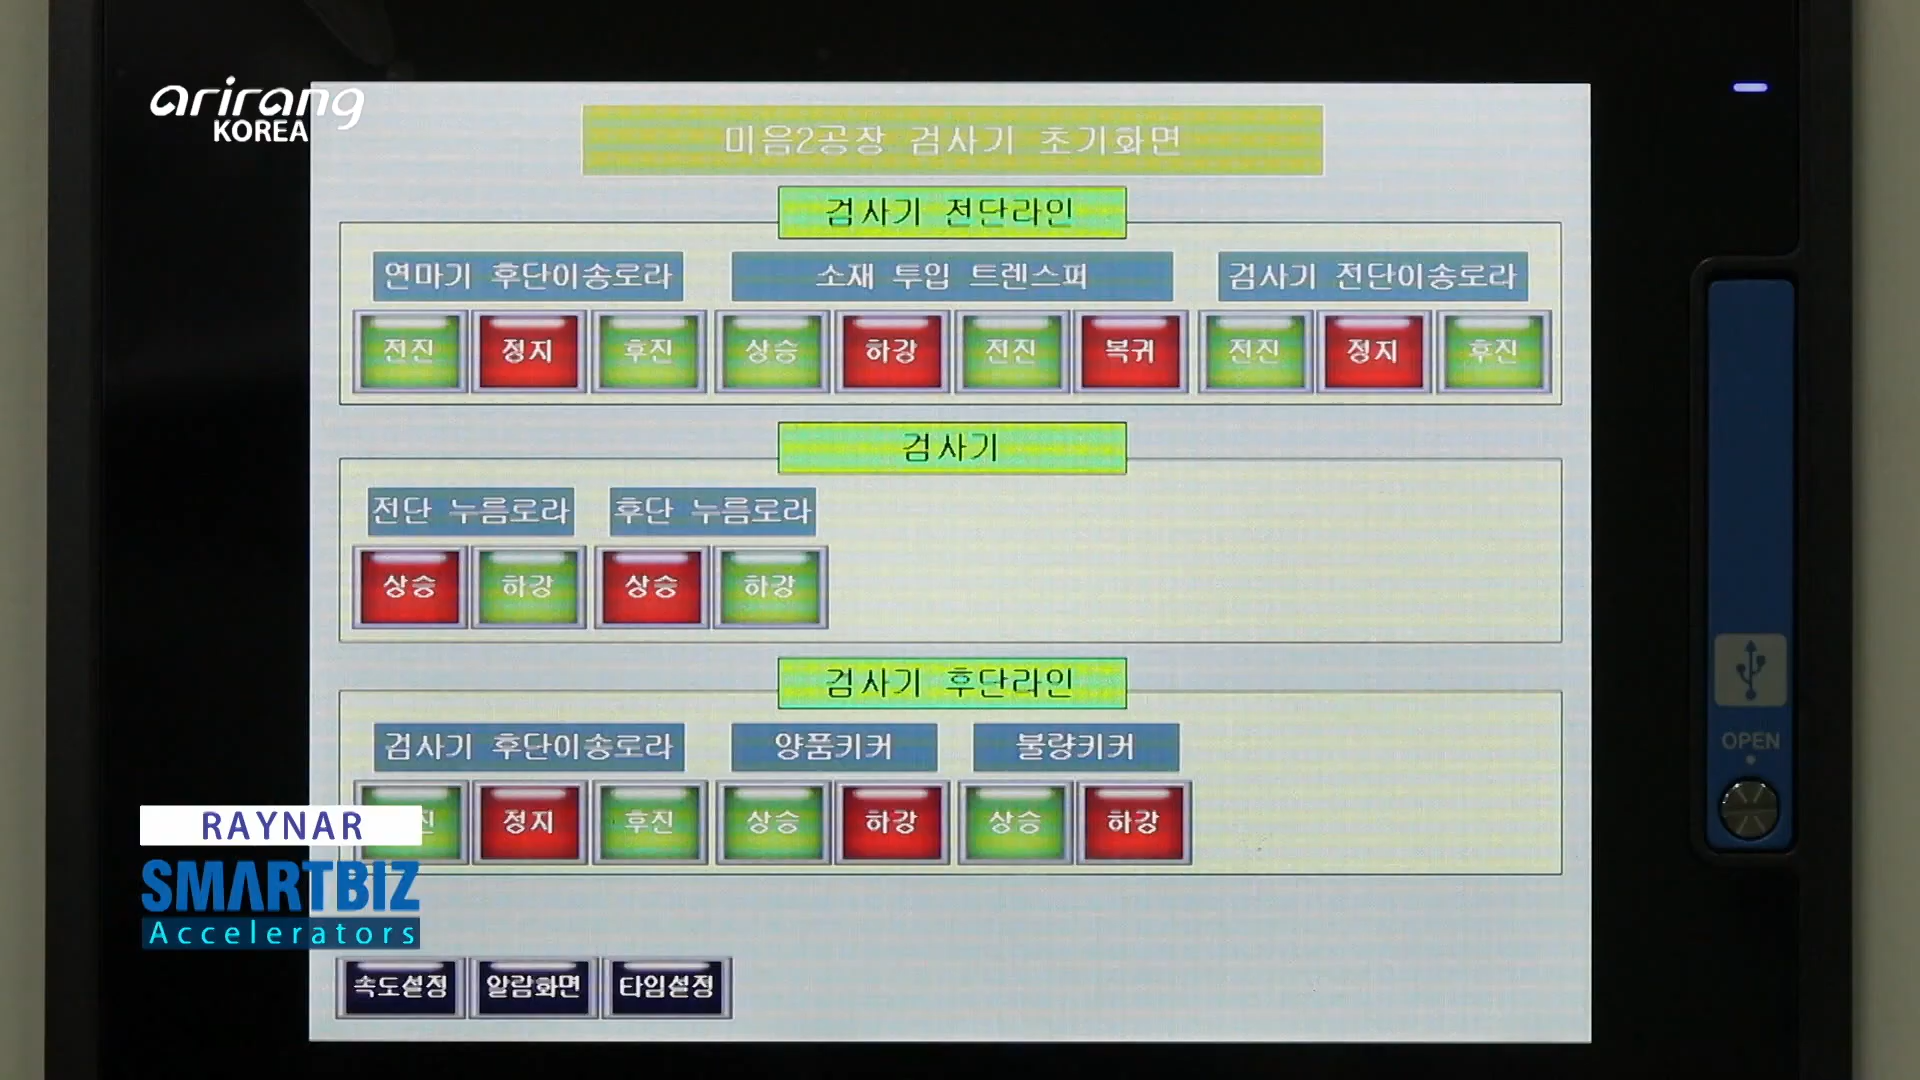 arirang
KOREA
미음2공장 검사기 초기화면
검사기 전단라인
연마기 후단이송로라 소재 투입 트렌스퍼 검사기 전단이송로라
전진 정지 후진 상승 하강 전진 복귀 전진 정지 후진
검사기
전단 누름로라 후단 누름로라
상승 하강 상승 하강
검사기 후단라인
검사기 후단이송로라 양품키커 불량키커
진 정지 후진 상승 하강 상승 하강
속도설정 알람화면 타임설정
OPEN
RAYNAR
SMARTBIZ
Accelerators